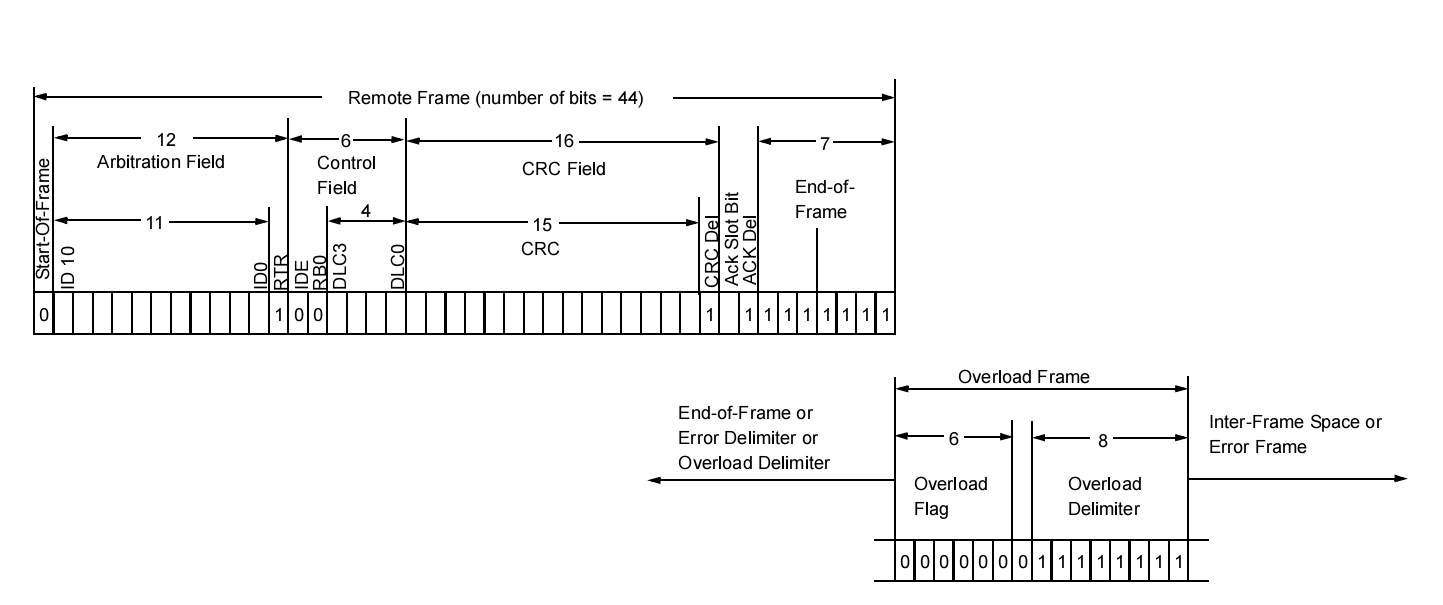 Remote Frame (number of bits = 44)
12
6
16
7
Arbitration Field
Control
Field
CRC Field
End-of-
Frame
11
4
15
CRC
Start-Of-Frame
ID 10
ID0
RTR
IDE
RB0
DLC3
DLC0
CRC Del
Ack Slot Bit
ACK Del
0 1 0 0 1 1 1 1 1 1 1 1 1
Overload Frame
End-of-Frame or
Error Delimiter or
Overload Delimiter
6
8
Inter-Frame Space or
Error Frame
Overload
Flag
Overload
Delimiter
0 0 0 0 0 0 0 1 1 1 1 1 1 1 1